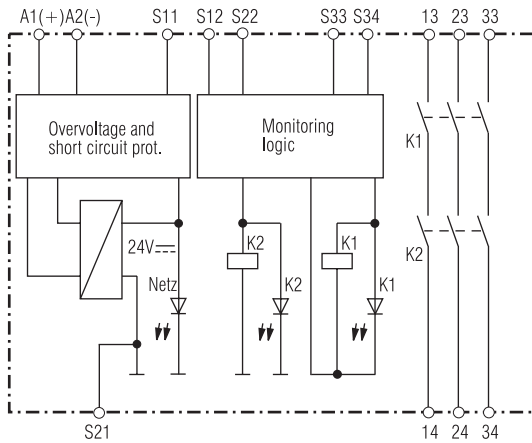 A1(+) A2(-) S11 S12 S22 S33 S34 13 23 33
Overvoltage and
short circuit prot.
Monitoring
logic
K1
24V
K2 K1
K2
Netz K2 K1
S21 14 24 34